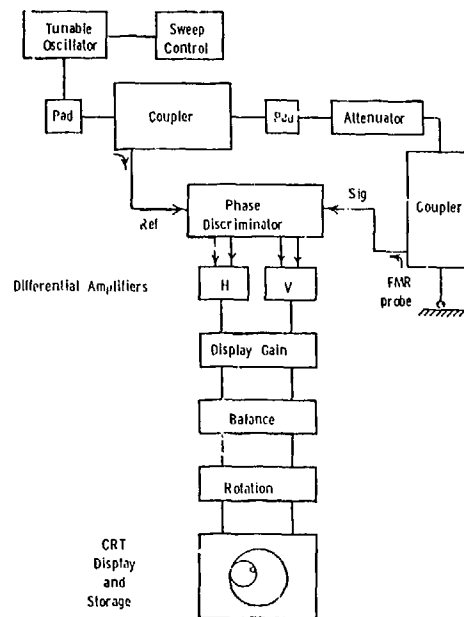 Tunable
Oscillator
Sweep
Control
Pad
Coupler
Pad
Attenuator
Coupler
Ref
Phase
Discriminator
Sig
FMR
probe
Differential Amplifiers
H
V
Display Gain
Balance
Rotation
CRT
Display
and
Storage